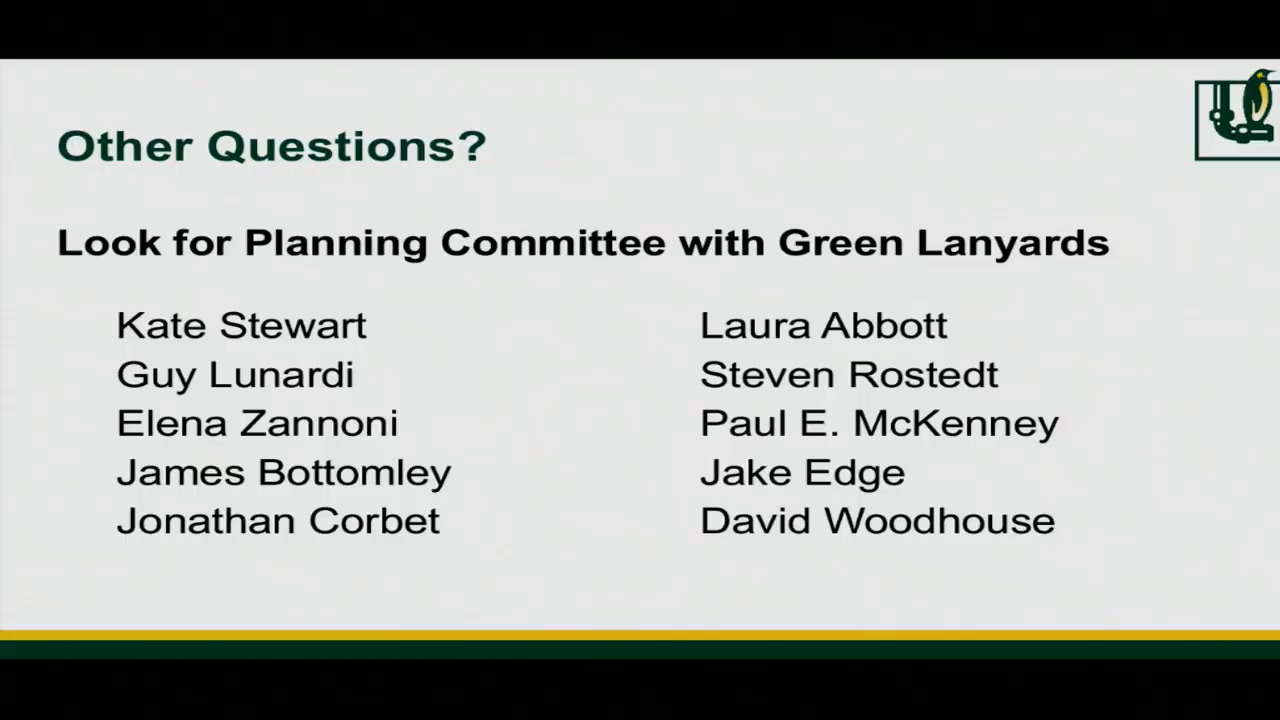 Other Questions?
Look for Planning Committee with Green Lanyards
Kate Stewart
Guy Lunardi
Elena Zannoni
James Bottomley
Jonathan Corbet
Laura Abbott
Steven Rostedt
Paul E. McKenney
Jake Edge
David Woodhouse